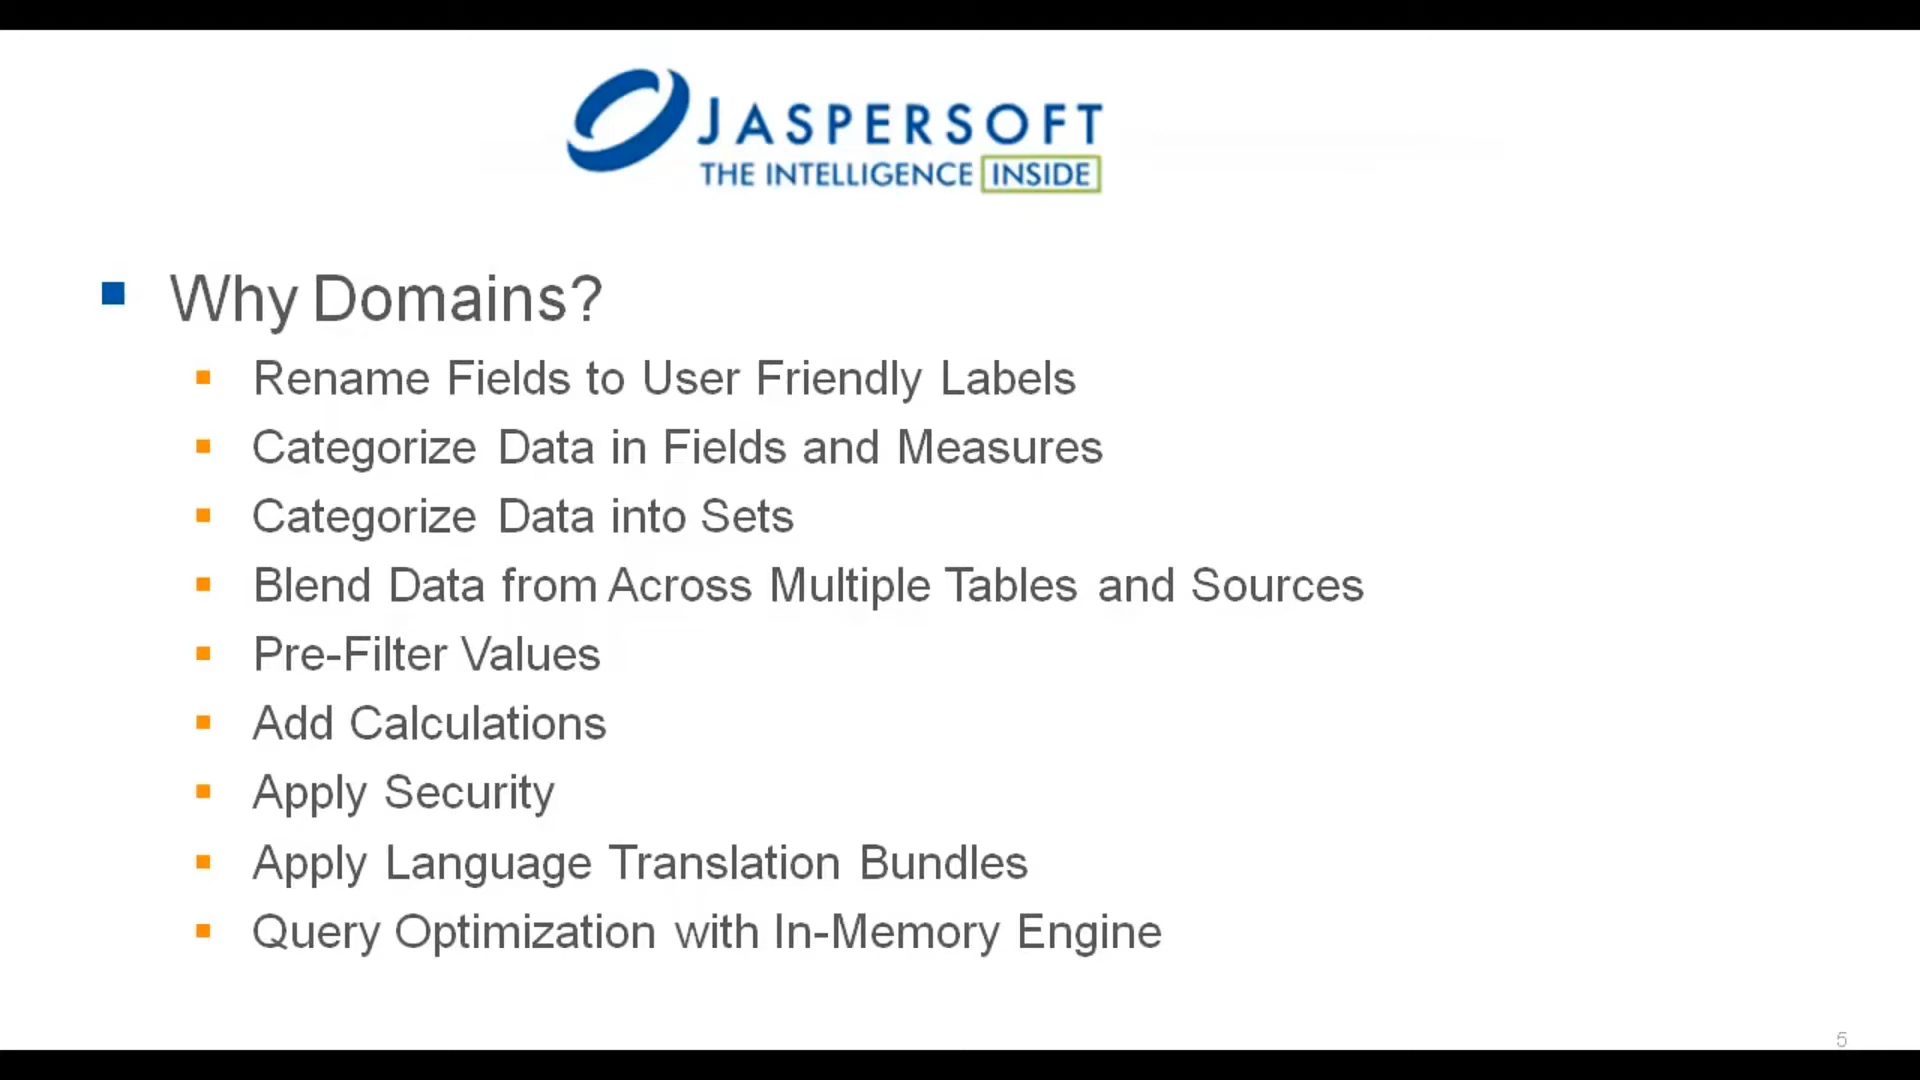 JASPERSOFT
THE INTELLIGENCE INSIDE
Why Domains?
Rename Fields to User Friendly Labels
Categorize Data in Fields and Measures
Categorize Data into Sets
Blend Data from Across Multiple Tables and Sources
Pre-Filter Values
Add Calculations
Apply Security
Apply Language Translation Bundles
Query Optimization with In-Memory Engine
5